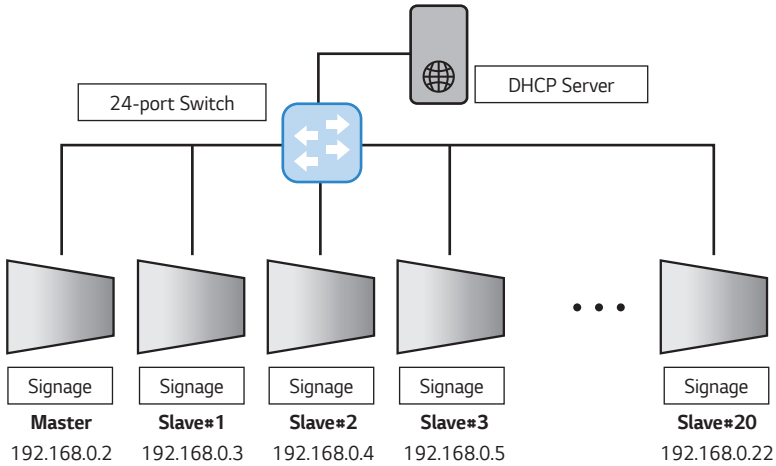 DHCP Server
24-port Switch
Signage Signage Signage Signage Signage
Master Slave#1 Slave#2 Slave#3 Slave#20
192.168.0.2 192.168.0.3 192.168.0.4 192.168.0.5 192.168.0.22